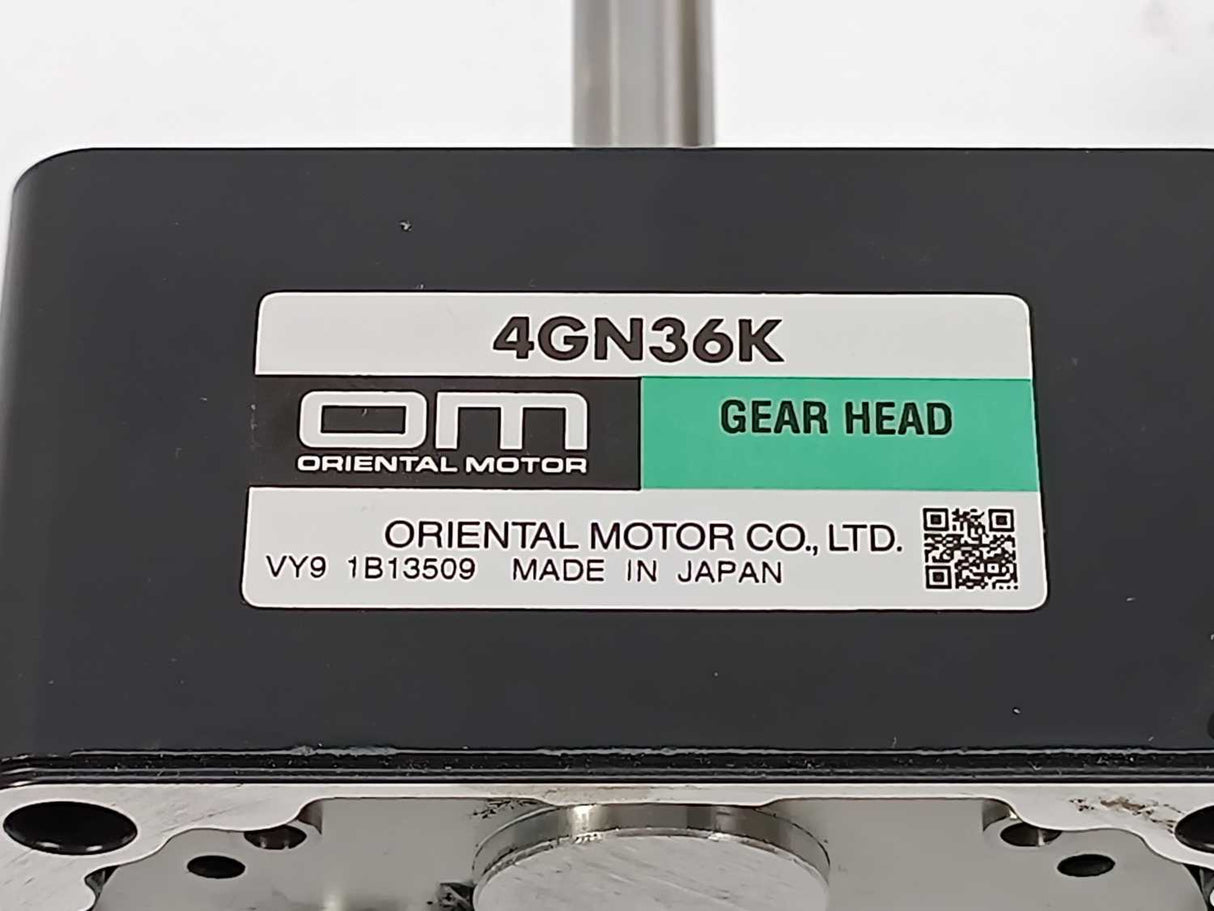 4GN36K
OM
ORIENTAL MOTOR
GEAR HEAD
ORIENTAL MOTOR CO., LTD.
VY9 1B13509 MADE IN JAPAN